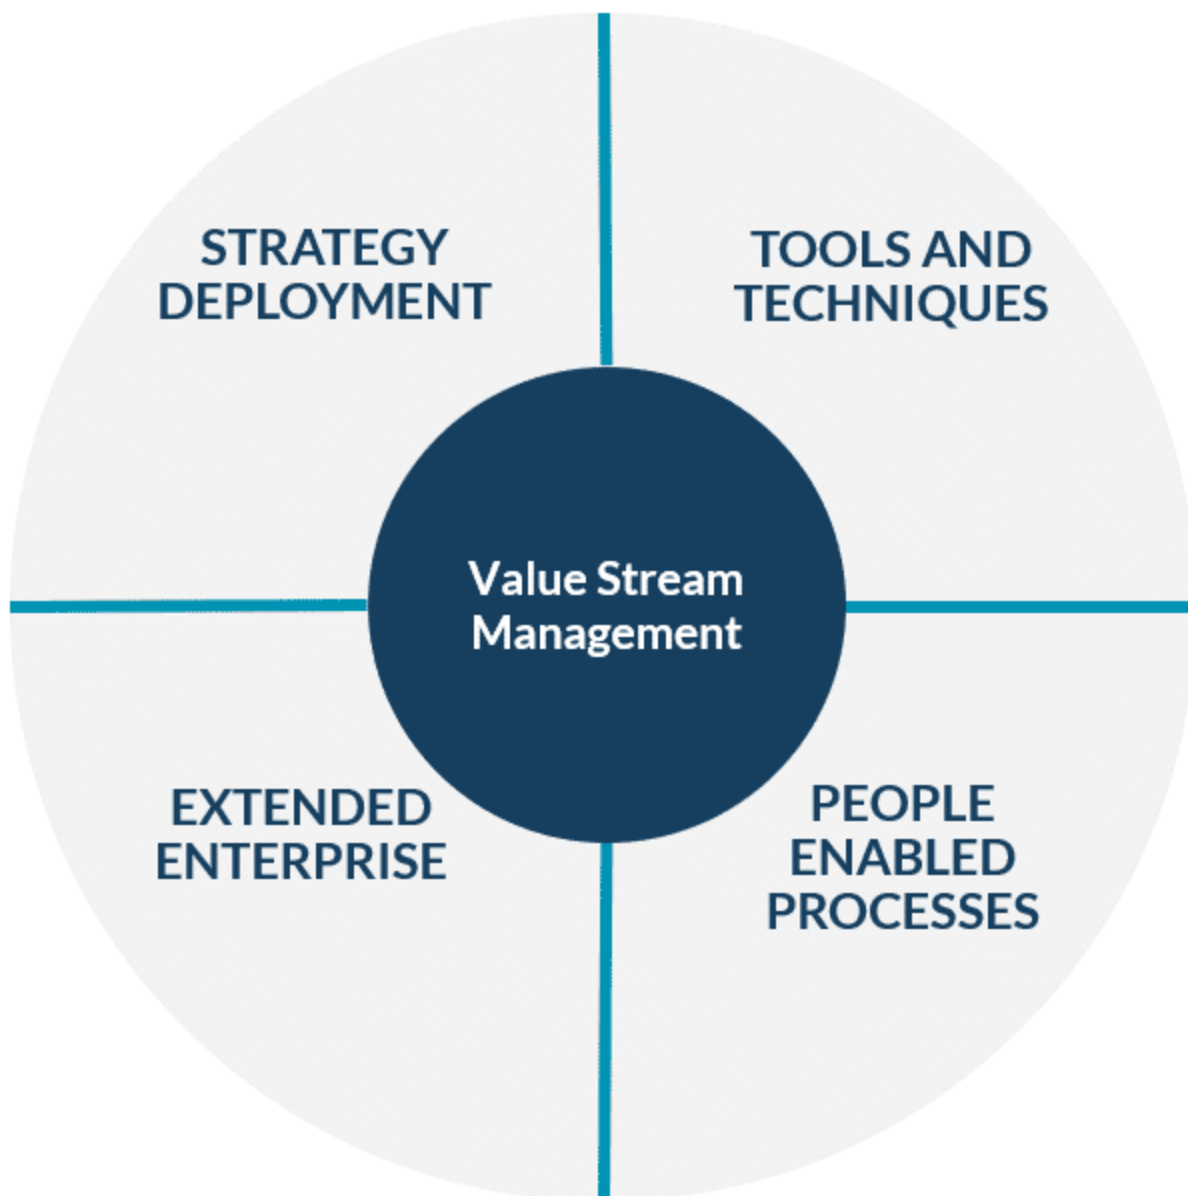 STRATEGY
DEPLOYMENT
TOOLS AND
TECHNIQUES
Value Stream
Management
EXTENDED
ENTERPRISE
PEOPLE
ENABLED
PROCESSES